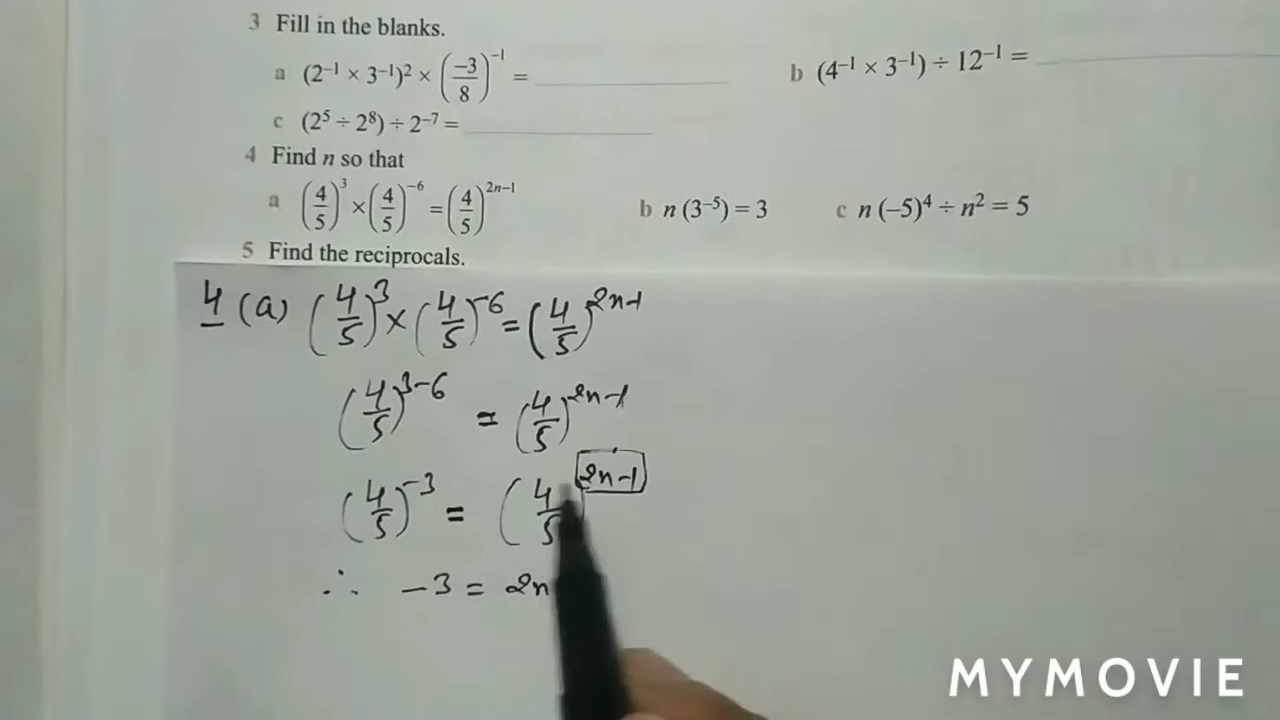 3 Fill in the blanks.
a (2⁻¹ × 3⁻¹)² × (-3/8)⁻¹ = ________
b (4⁻¹ × 3⁻¹) ÷ 12⁻¹ = ________
c (2⁵ ÷ 2⁸) ÷ 2⁻⁷ = ________
4 Find n so that
a (4/5)³ × (4/5)⁻⁶ = (4/5)²ⁿ⁻¹
b n (3⁻⁵) = 3
c n (–5)⁴ ÷ n² = 5
5 Find the reciprocals.
4 (a) (4/5)³ × (4/5)⁻⁶ = (4/5)²ⁿ⁻¹
(4/5)³⁻⁶ = (4/5)²ⁿ⁻¹
(4/5)⁻³ = (4/5)²ⁿ⁻¹
∴ -3 = 2n
MYMOVIE